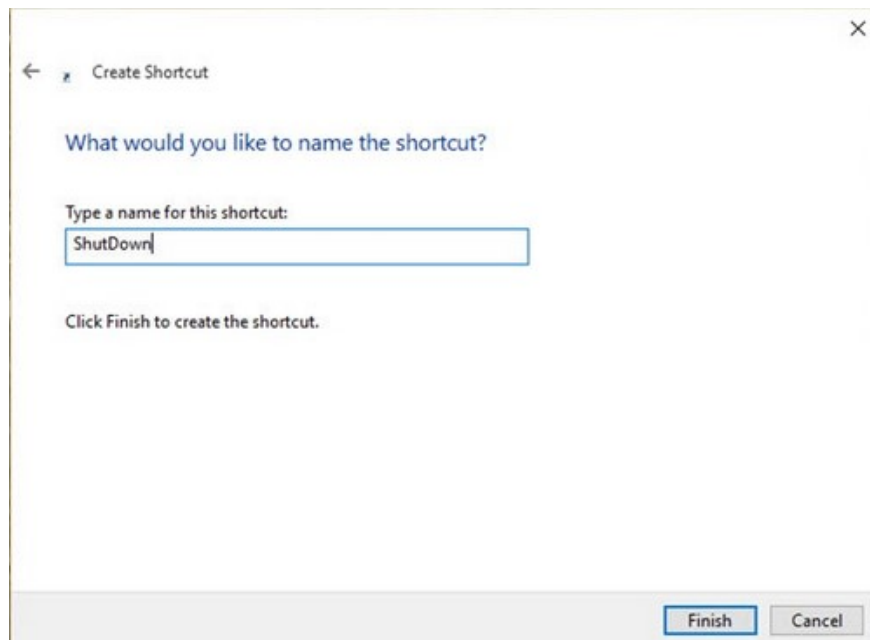 Create Shortcut
What would you like to name the shortcut?
Type a name for this shortcut:
ShutDown
Click Finish to create the shortcut.
Finish Cancel